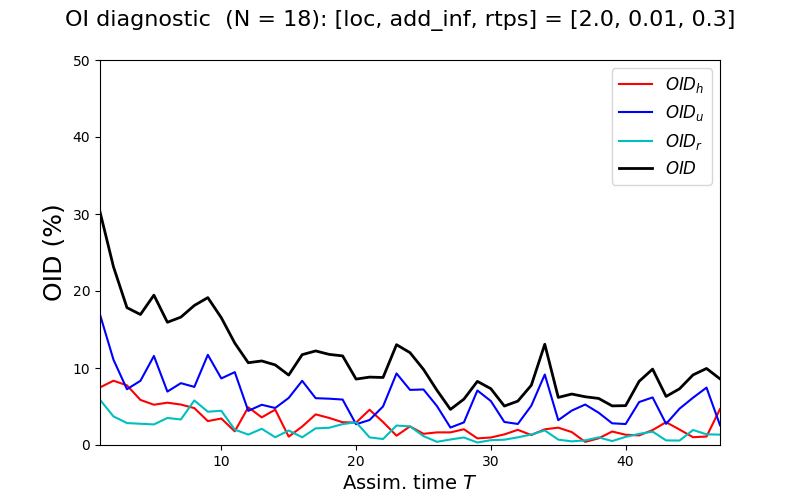 OI diagnostic (N = 18): [loc, add_inf, rtps] = [2.0, 0.01, 0.3]
50
40
30
20
10
0
OID (%)
OID_h
OID_u
OID_r
OID
10
20
30
40
Assim. time T